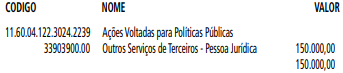 CODIGO NOME VALOR
11.60.04.122.3024.2239 Ações Voltadas para Políticas Públicas
33903900.00 Outros Serviços de Terceiros - Pessoa Jurídica 150.000,00
150.000,00